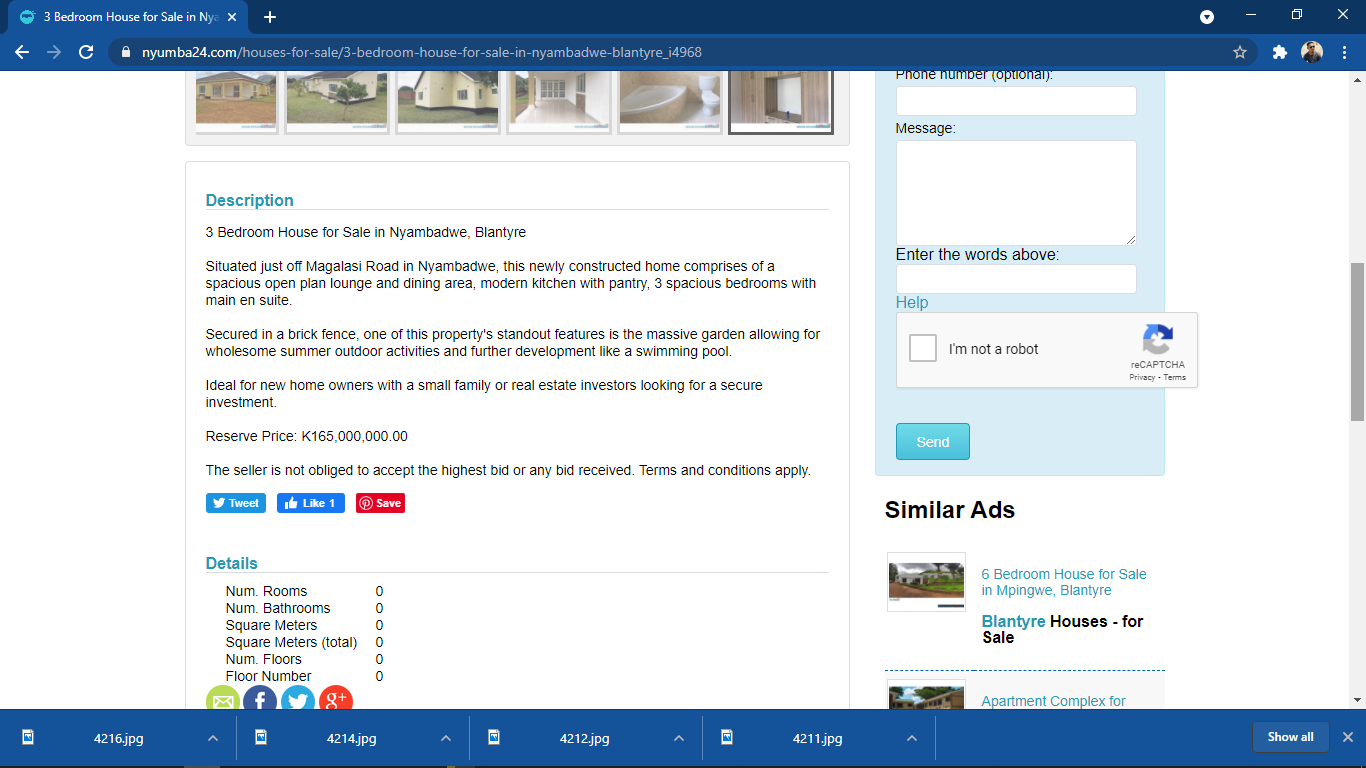 3 Bedroom House for Sale in Nya
nyumba24.com/houses-for-sale/3-bedroom-house-for-sale-in-nyambadwe-blantyre_i4968
Phone number (optional):
Message:
Enter the words above:
Help
I'm not a robot
reCAPTCHA
Privacy - Terms
Send
Description
3 Bedroom House for Sale in Nyambadwe, Blantyre
Situated just off Magalasi Road in Nyambadwe, this newly constructed home comprises of a
spacious open plan lounge and dining area, modern kitchen with pantry, 3 spacious bedrooms with
main en suite.
Secured in a brick fence, one of this property's standout features is the massive garden allowing for
wholesome summer outdoor activities and further development like a swimming pool.
Ideal for new home owners with a small family or real estate investors looking for a secure
investment.
Reserve Price: K165,000,000.00
The seller is not obliged to accept the highest bid or any bid received. Terms and conditions apply.
Tweet Like 1 Save
Details
Num. Rooms 0
Num. Bathrooms 0
Square Meters 0
Square Meters (total) 0
Num. Floors 0
Floor Number 0
Similar Ads
6 Bedroom House for Sale
in Mpingwe, Blantyre
Blantyre Houses - for
Sale
Apartment Complex for
4216.jpg
4214.jpg
4212.jpg
4211.jpg
Show all